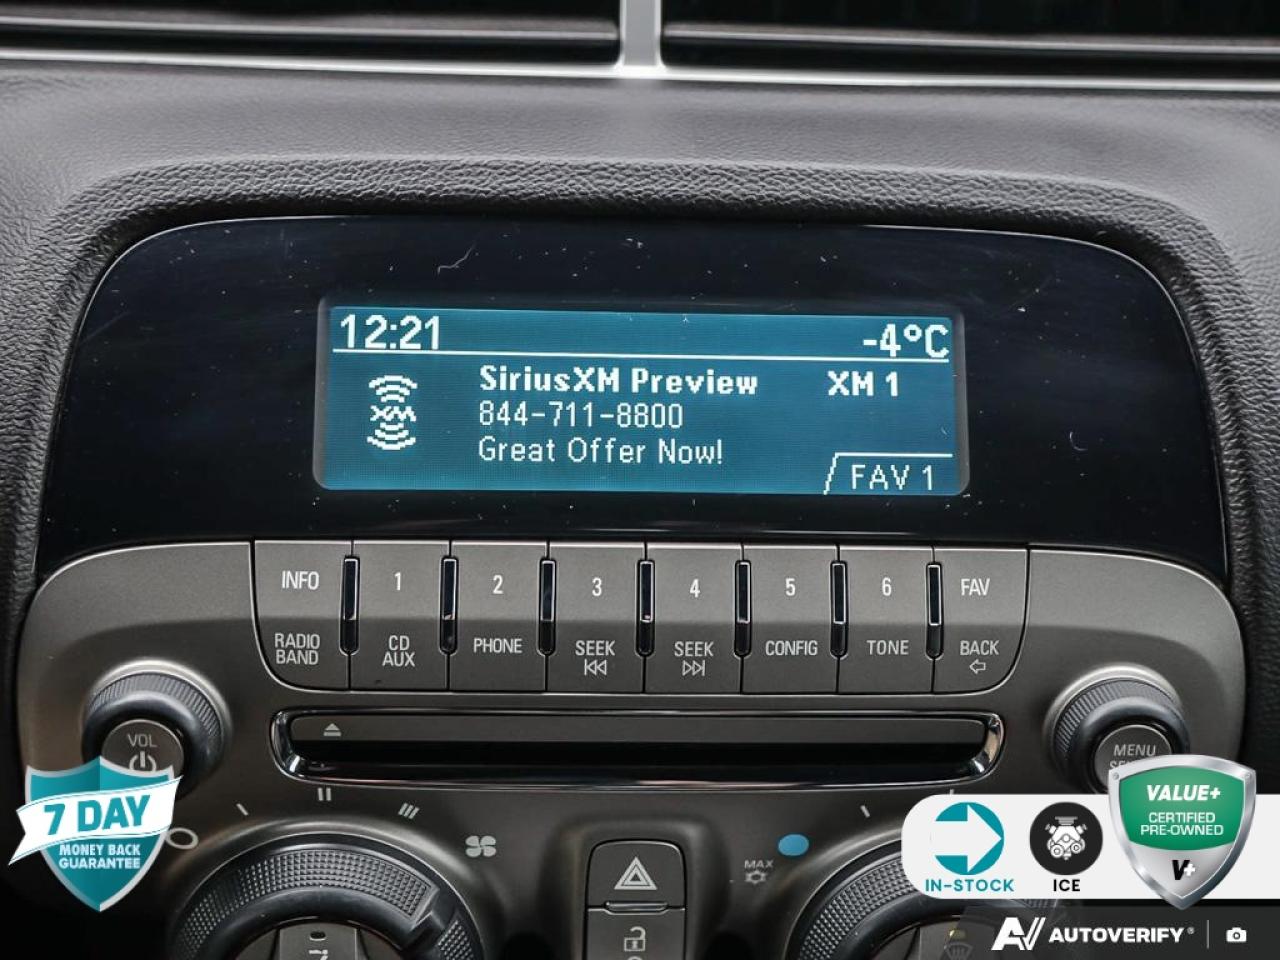 12:21 -4°C
SiriusXM Preview XM 1
XM
844-711-8800
Great Offer Now!
FAV 1
INFO 1 2 3 4 5 6 FAV
RADIO BAND CD AUX PHONE SEEK SEEK CONFIG TONE BACK
VOL
MENU
MAX
7 DAY
MONEY BACK
GUARANTEE
IN-STOCK
ICE
VALUE+
CERTIFIED
PRE-OWNED
V+
AV AUTOVERIFY®